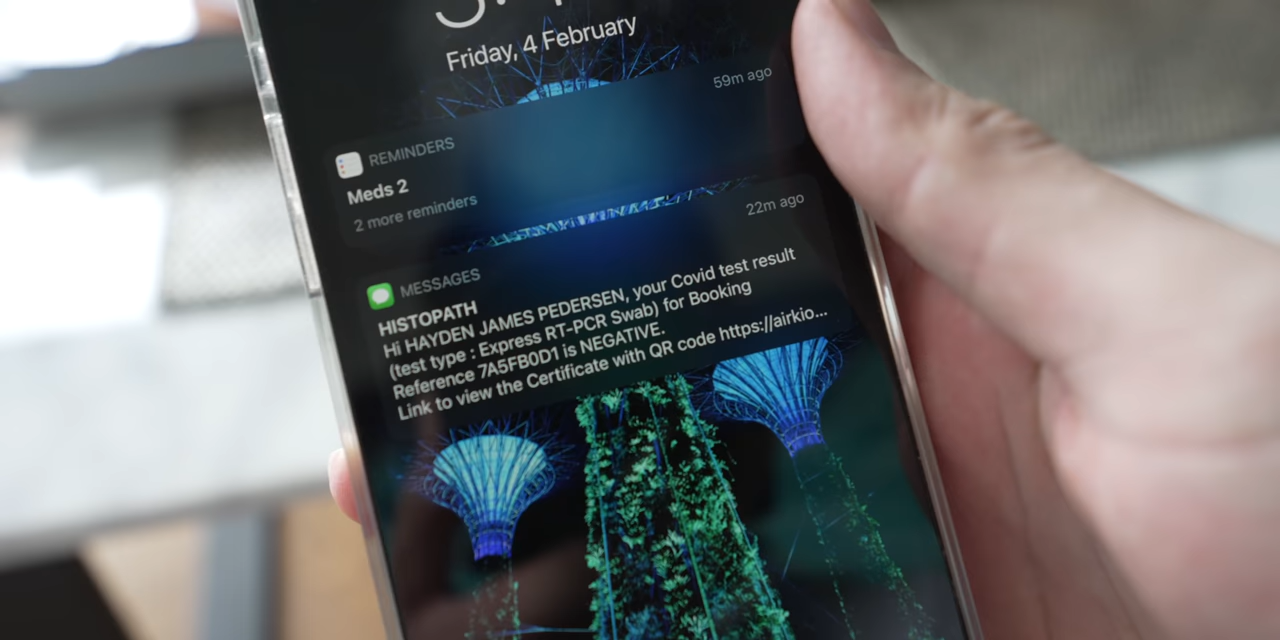 Friday, 4 February
59m ago
REMINDERS
Meds 2
2 more reminders
22m ago
MESSAGES
HISTOPATH
Hi HAYDEN JAMES PEDERSEN, your Covid test result
(test type : Express RT-PCR Swab) for Booking
Reference 7A5FB0D1 is NEGATIVE.
Link to view the Certificate with QR code https://airkio...